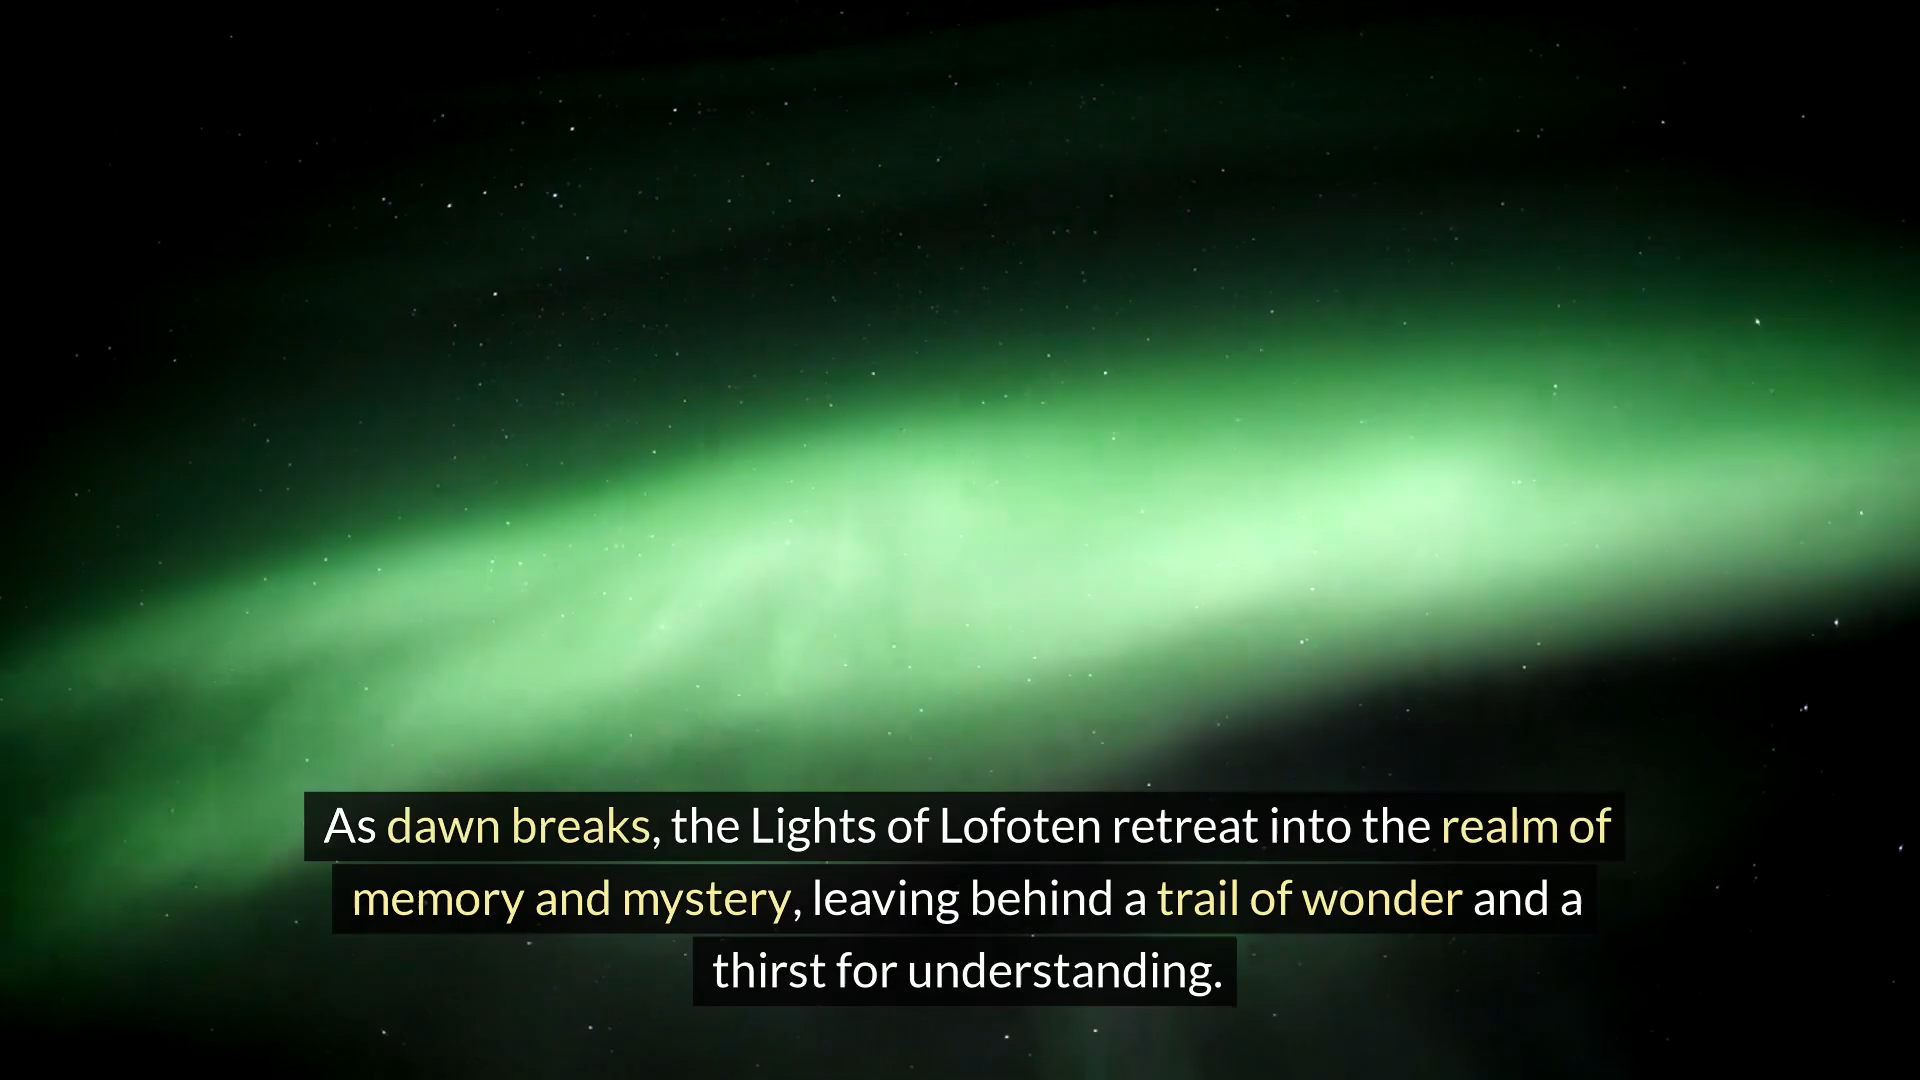 As dawn breaks, the Lights of Lofoten retreat into the realm of
memory and mystery, leaving behind a trail of wonder and a
thirst for understanding.